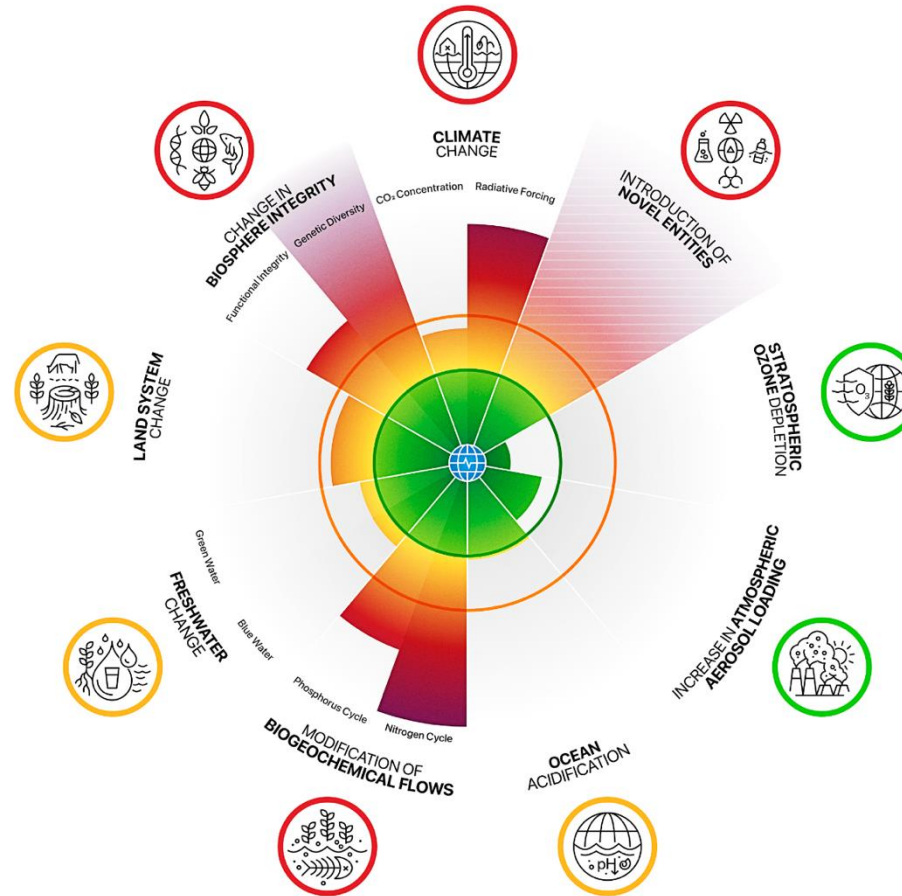 CLIMATE
CHANGE
CO₂ Concentration
Radiative Forcing
INTRODUCTION OF
NOVEL ENTITIES
STRATOSPHERIC
OZONE DEPLETION
INCREASE IN ATMOSPHERIC
AEROSOL LOADING
OCEAN
ACIDIFICATION
pH
MODIFICATION OF
BIOGEOCHEMICAL FLOWS
Phosphorus Cycle
Nitrogen Cycle
FRESHWATER
CHANGE
Green Water
Blue Water
LAND SYSTEM
CHANGE
CHANGE IN
BIOSPHERE INTEGRITY
Functional Integrity
Genetic Diversity